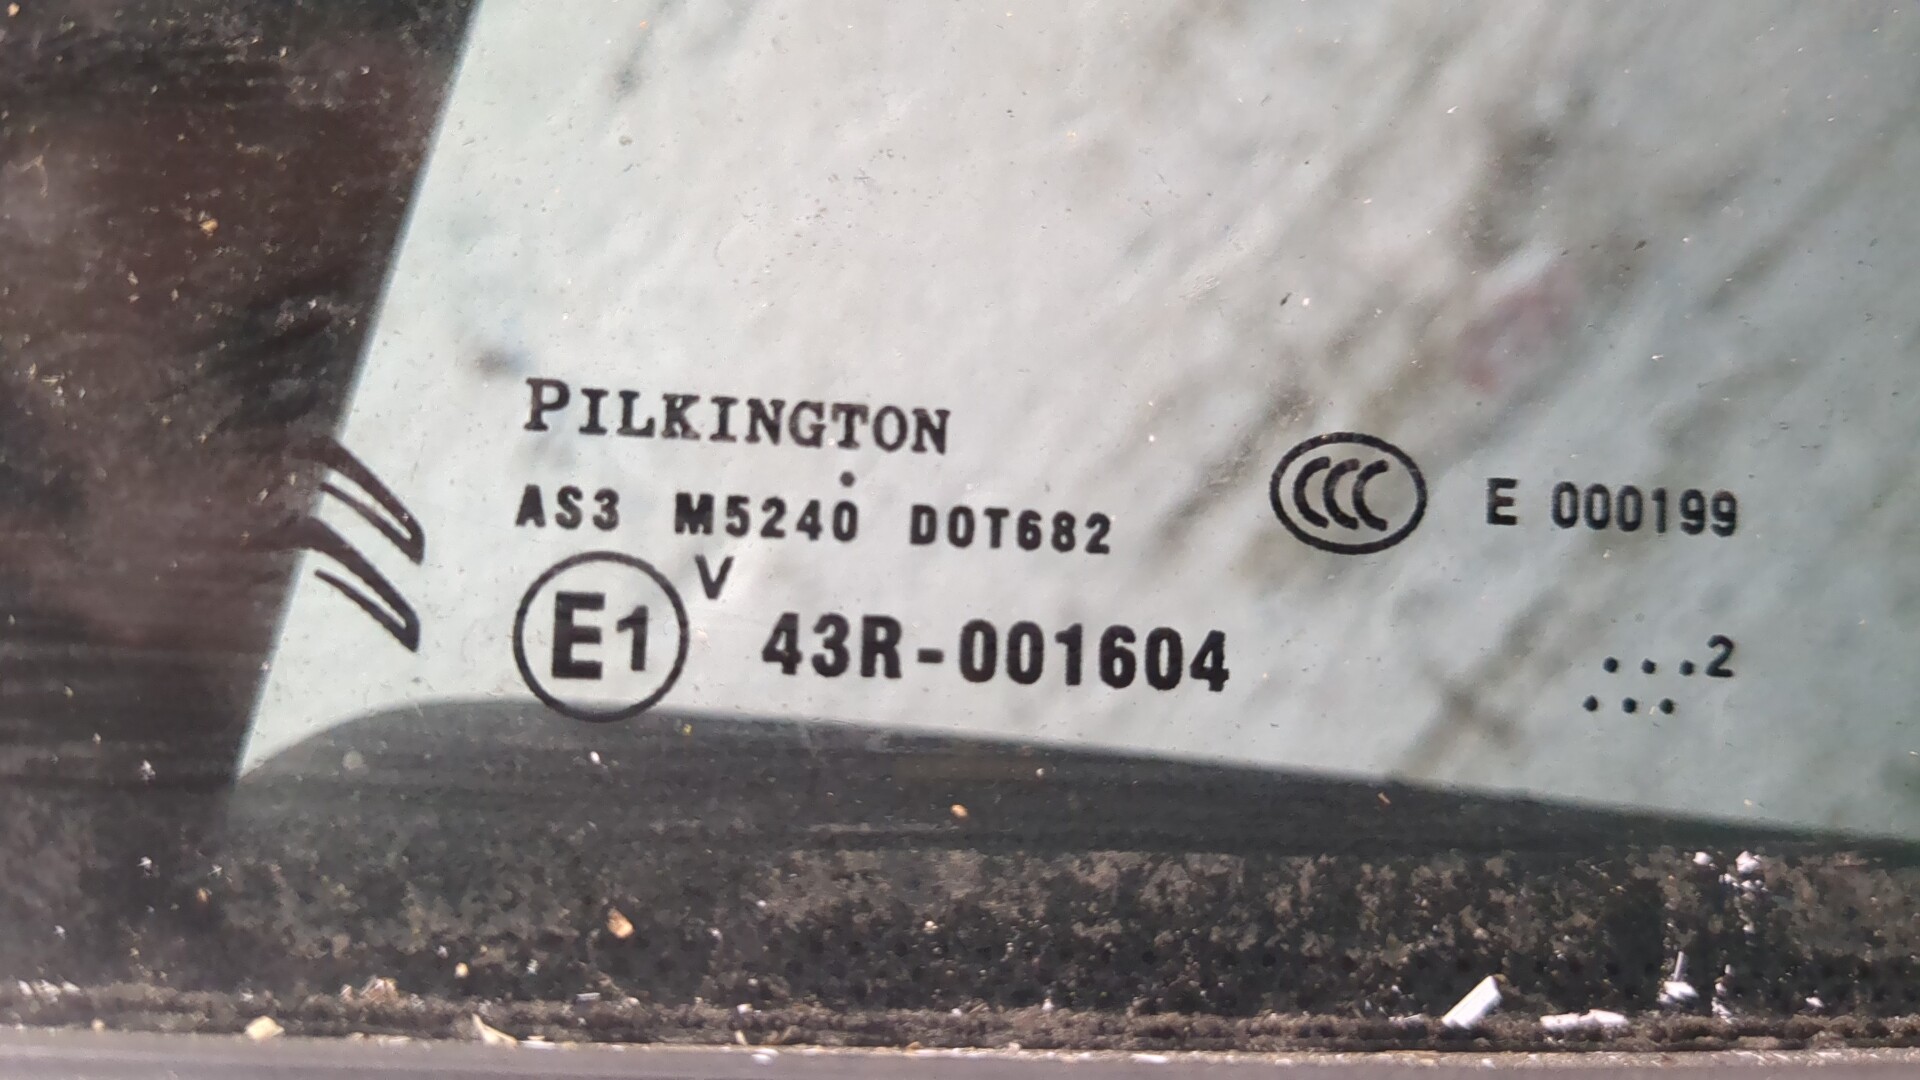 PILKINGTON
AS3 M5240 DOT682
CCC E 000199
E1 V 43R-001604
...2
...